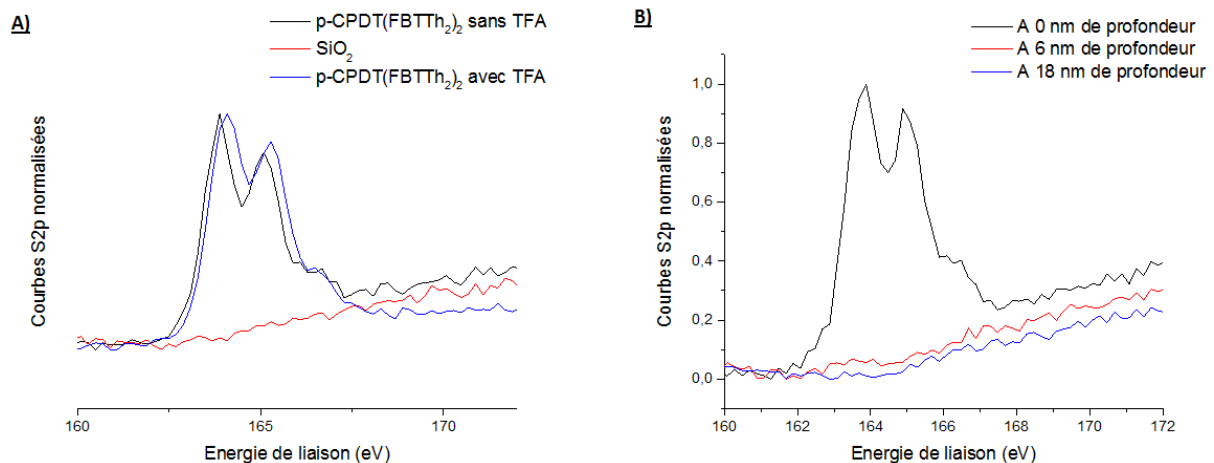 A)
p-CPDT(FBTTh₂)₂ sans TFA
SiO₂
p-CPDT(FBTTh₂)₂ avec TFA
Courbes S2p normalisées
160
165
170
Energie de liaison (eV)
B)
A 0 nm de profondeur
A 6 nm de profondeur
A 18 nm de profondeur
Courbes S2p normalisées
1,0
0,8
0,6
0,4
0,2
0,0
160
162
164
166
168
170
172
Energie de liaison (eV)